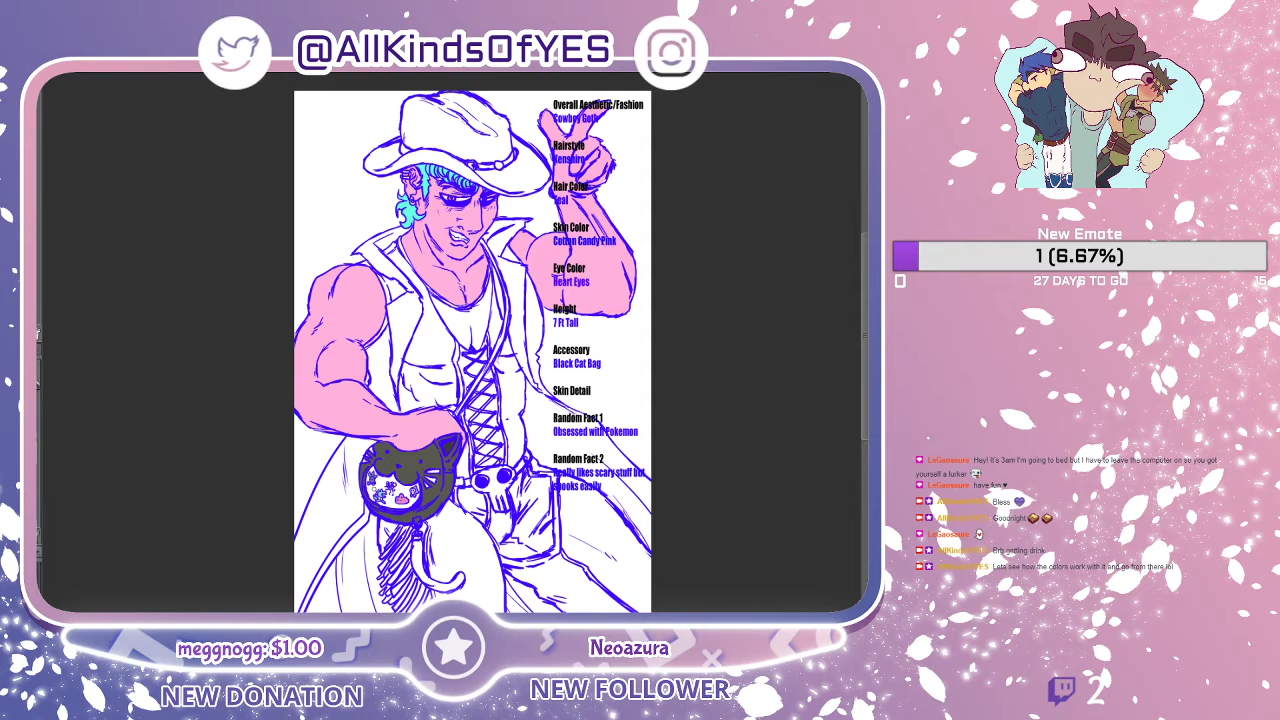 @AllKindsOfYES
Overall Aesthetic/Fashion
Cowboy Goth
Hairstyle
Kenshiro
Hair Color
Teal
Skin Color
Cotton Candy Pink
Eye Color
Heart Eyes
Height
7 Ft Tall
Accessory
Black Cat Bag
Skin Detail
Random Fact 1
Obsessed with Pokemon
Random Fact 2
Really likes scary stuff but
spooks easily
New Emote
1 (6.67%)
0 27 DAYS TO GO 15
LeGaosaure Hey! It's 3am I'm going to bed but I have to leave the computer on so you got
yourself a lurker
LeGaosaure have fun
Bless
Goodnight
LeGaosaure
Brb getting drink
Lets see how the colors work with it and go from there lol
meggnogg: $1.00
NEW DONATION
Neoazura
NEW FOLLOWER
2